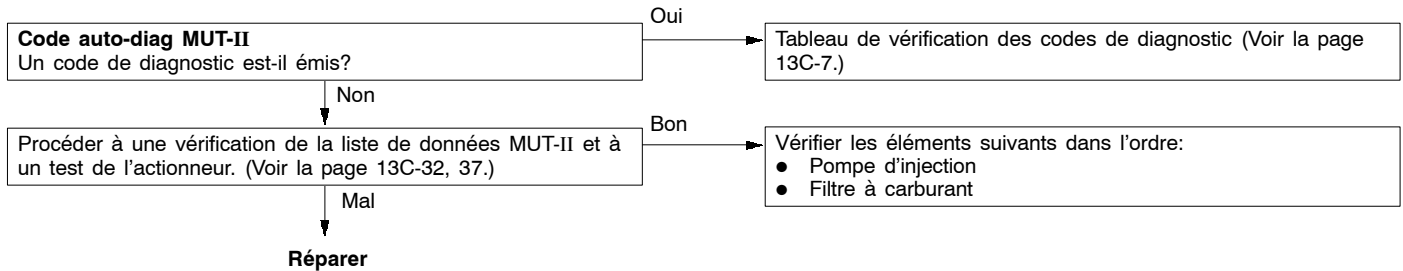 Code auto-diag MUT-II
Un code de diagnostic est-il émis?
Oui
Tableau de vérification des codes de diagnostic (Voir la page
13C-7.)
Non
Procéder à une vérification de la liste de données MUT-II et à
un test de l'actionneur. (Voir la page 13C-32, 37.)
Bon
Vérifier les éléments suivants dans l'ordre:
● Pompe d'injection
● Filtre à carburant
Mal
Réparer